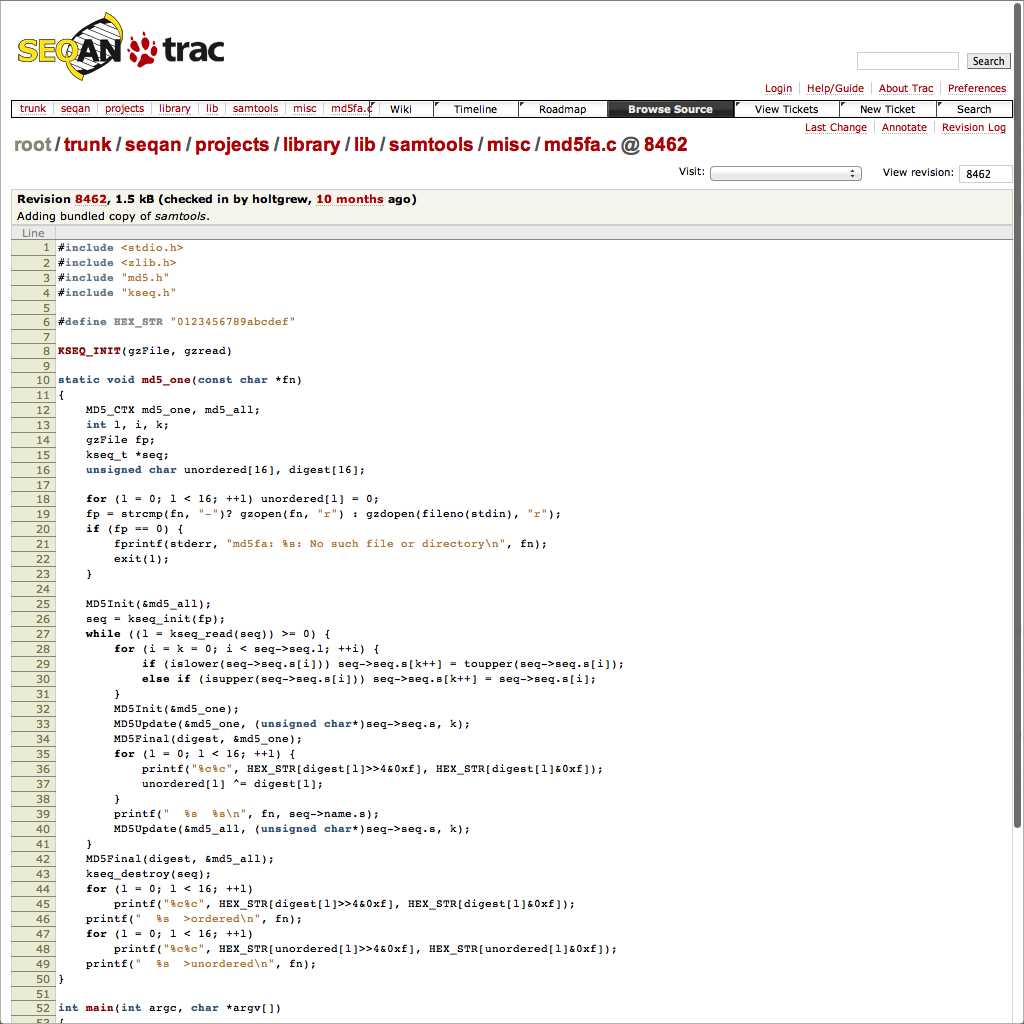 SEQAN trac
Search
Login Help/Guide About Trac Preferences
trunk seqan projects library lib samtools misc md5fa.c Wiki Timeline Roadmap Browse Source View Tickets New Ticket Search
Last Change Annotate Revision Log
root/trunk/seqan/projects/library/lib/samtools/misc/md5fa.c @ 8462
Visit: View revision: 8462
Revision 8462, 1.5 kB (checked in by holtgrew, 10 months ago)
Adding bundled copy of samtools.
Line
1 #include <stdio.h>
2 #include <zlib.h>
3 #include "md5.h"
4 #include "kseq.h"
5
6 #define HEX_STR "0123456789abcdef"
7
8 KSEQ_INIT(gzFile, gzread)
9
10 static void md5_one(const char *fn)
11 {
12     MD5_CTX md5_one, md5_all;
13     int l, i, k;
14     gzFile fp;
15     kseq_t *seq;
16     unsigned char unordered[16], digest[16];
17
18     for (l = 0; l < 16; ++l) unordered[l] = 0;
19     fp = strcmp(fn, "-")? gzopen(fn, "r") : gzdopen(fileno(stdin), "r");
20     if (fp == 0) {
21         fprintf(stderr, "md5fa: %s: No such file or directory\n", fn);
22         exit(1);
23     }
24
25     MD5Init(&md5_all);
26     seq = kseq_init(fp);
27     while ((l = kseq_read(seq)) >= 0) {
28         for (i = k = 0; i < seq->seq.l; ++i) {
29             if (islower(seq->seq.s[i])) seq->seq.s[k++] = toupper(seq->seq.s[i]);
30             else if (isupper(seq->seq.s[i])) seq->seq.s[k++] = seq->seq.s[i];
31         }
32         MD5Init(&md5_one);
33         MD5Update(&md5_one, (unsigned char*)seq->seq.s, k);
34         MD5Final(digest, &md5_one);
35         for (l = 0; l < 16; ++l) {
36             printf("%c%c", HEX_STR[digest[l]>>4&0xf], HEX_STR[digest[l]&0xf]);
37             unordered[l] ^= digest[l];
38         }
39         printf("  %s  %s\n", fn, seq->name.s);
40         MD5Update(&md5_all, (unsigned char*)seq->seq.s, k);
41     }
42     MD5Final(digest, &md5_all);
43     kseq_destroy(seq);
44     for (l = 0; l < 16; ++l)
45         printf("%c%c", HEX_STR[digest[l]>>4&0xf], HEX_STR[digest[l]&0xf]);
46     printf("  %s  >ordered\n", fn);
47     for (l = 0; l < 16; ++l)
48         printf("%c%c", HEX_STR[unordered[l]>>4&0xf], HEX_STR[unordered[l]&0xf]);
49     printf("  %s  >unordered\n", fn);
50 }
51
52 int main(int argc, char *argv[])
53 {